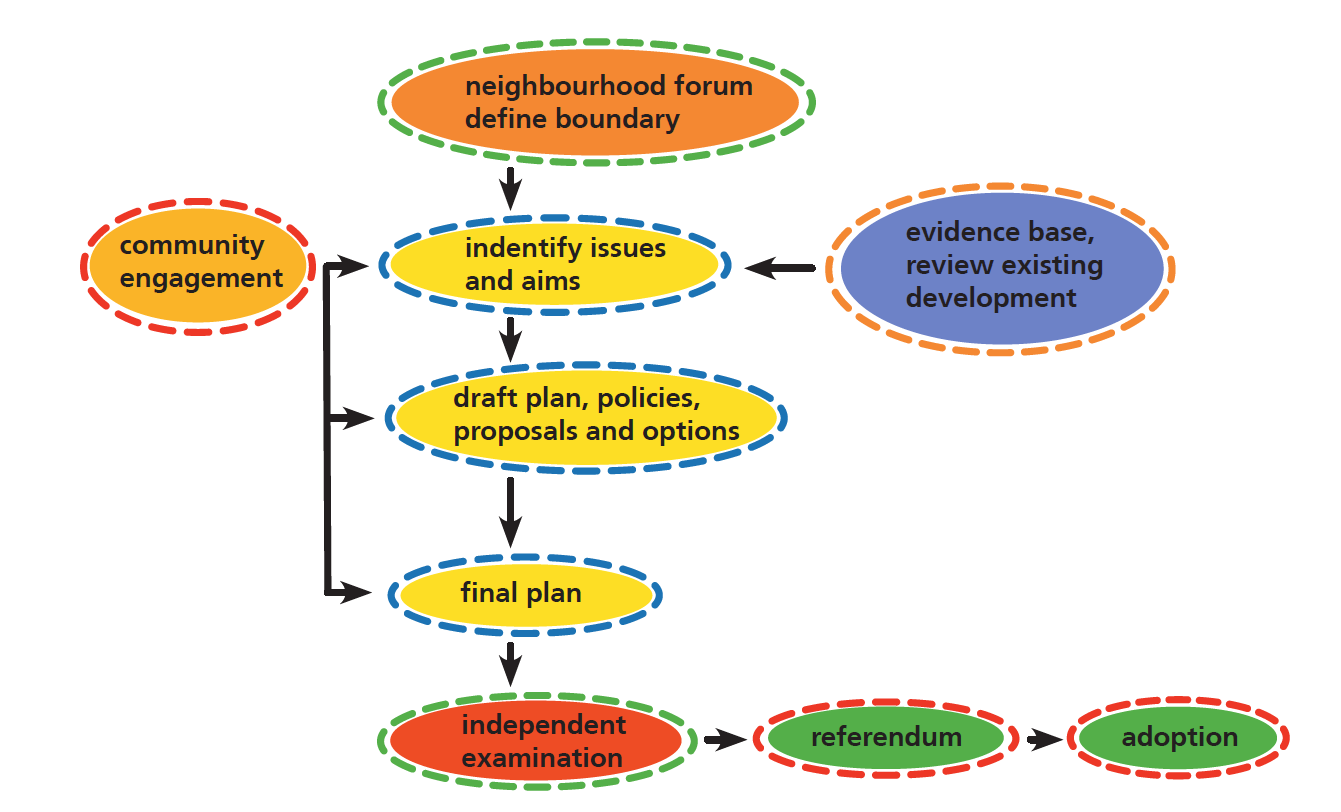 neighbourhood forum
define boundary
community
engagement
indentify issues
and aims
evidence base,
review existing
development
draft plan, policies,
proposals and options
final plan
independent
examination
referendum
adoption